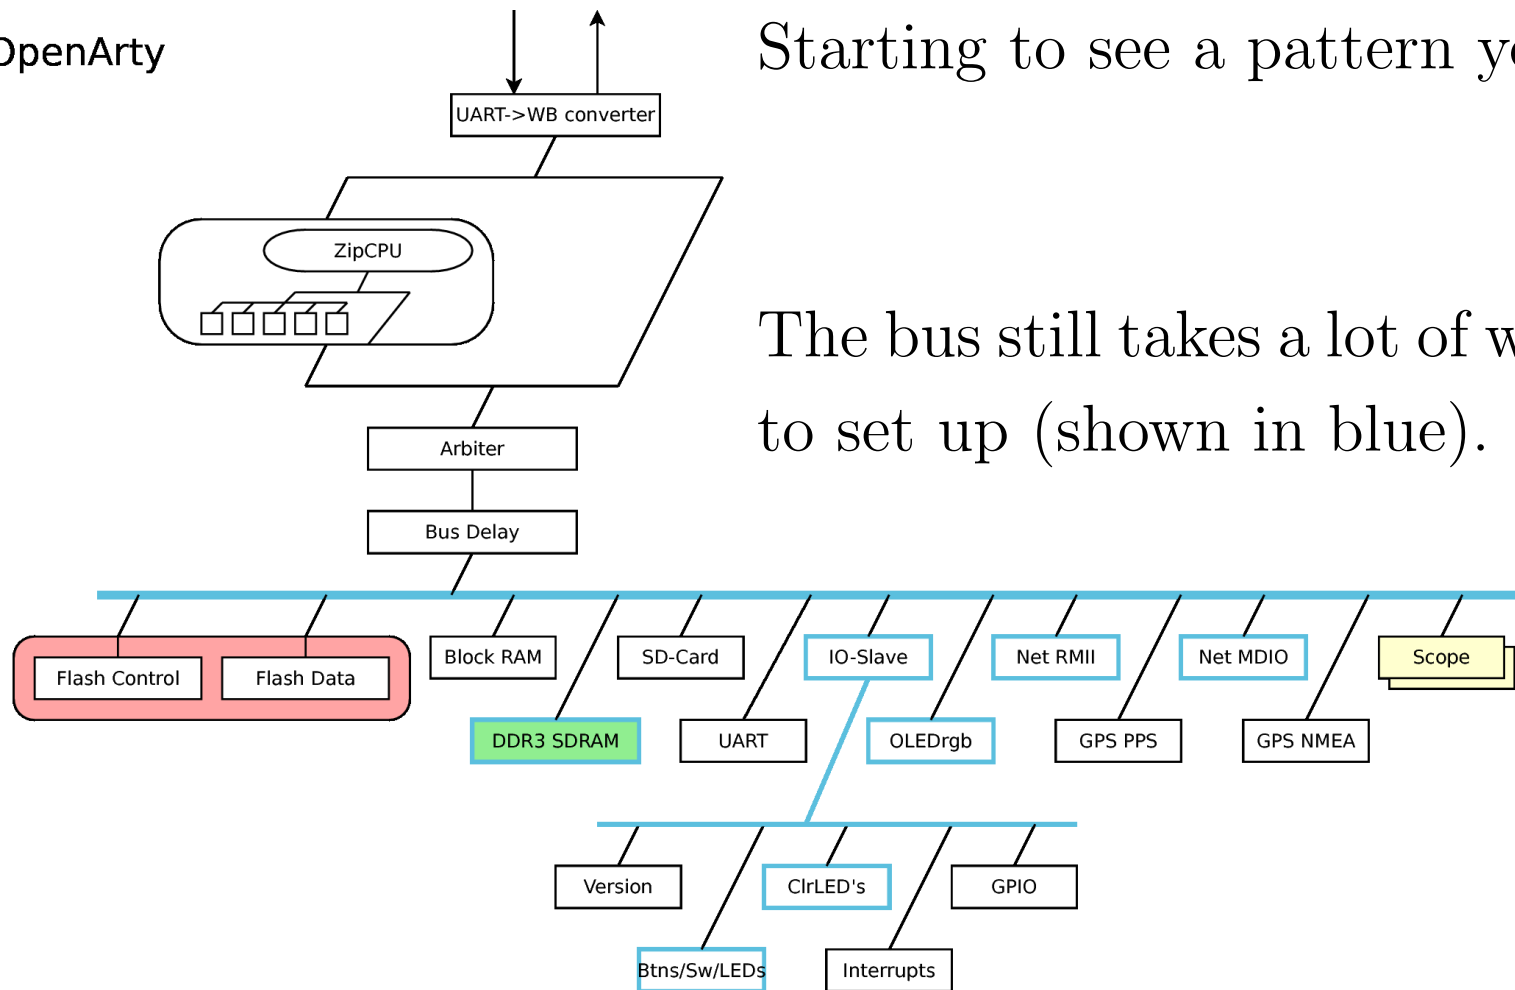 OpenArty
Starting to see a pattern
UART->WB converter
ZipCPU
The bus still takes a lot of
to set up (shown in blue).
Arbiter
Bus Delay
Flash Control
Flash Data
Block RAM
SD-Card
IO-Slave
Net RMII
Net MDIO
Scope
DDR3 SDRAM
UART
OLEDrgb
GPS PPS
GPS NMEA
Version
ClrLED's
GPIO
Btns/Sw/LEDs
Interrupts